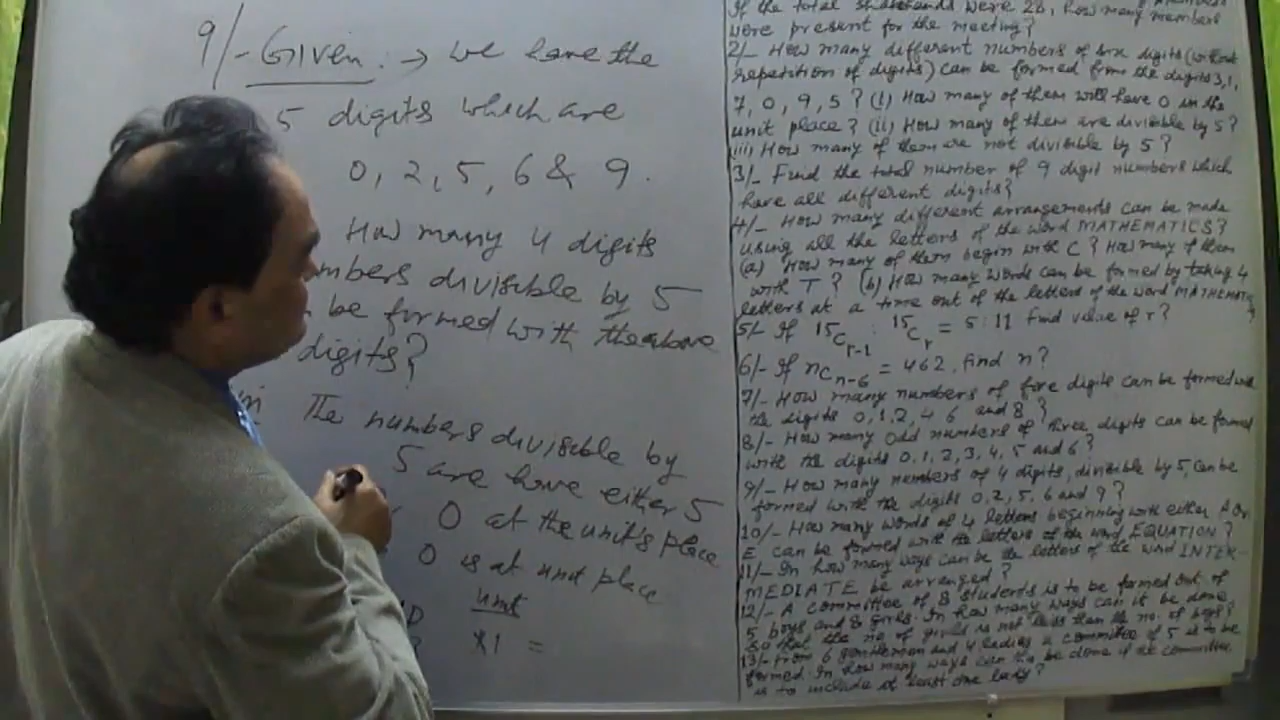 9/- Given: → we have the
5 digits which are
0, 2, 5, 6 & 9.
How many 4 digits
mbers divisible by 5
be formed with the above
digits?
The numbers divisible by
5 are have either 5
0 at the unit's place
0 is at unit place
unit
×1 =
If the total were 28, how many members
were present for the meeting?
2/- How many different numbers of six digits (without
repetition of digits) can be formed from the digits 3, 1,
7, 0, 9, 5? (i) How many of them will have 0 in the
unit place? (ii) How many of them are divisible by 5?
(iii) How many of them are not divisible by 5?
3/- Find the total number of 9 digit numbers which
have all different digits?
4/- How many different arrangements can be made
using all the letters of the word MATHEMATICS?
(a) How many of them begin with C? How many of them
with T? (b) How many words can be formed by taking 4
letters at a time out of the letters of the word MATHEMATIC
?
5/- If 15Cr-1 : 15Cr = 5:11 Find value of r?
6/- If nCn-6 = 462, find n?
7/- How many numbers of five digits can be formed with
the digits 0, 1, 2, 4 6 and 8?
8/- How many odd numbers of three digits can be formed
with the digits 0, 1, 2, 3, 4, 5 and 6?
9/- How many numbers of 4 digits, divisible by 5, can be
formed with the digits 0, 2, 5, 6 and 9?
10/- How many words of 4 letters beginning with either A or
E can be formed with the letters of the word EQUATION?
11/- In how many ways can be the letters of the word INTER-
MEDIATE be arranged?
12/- A committee of 8 students is to be formed out of
5 boys and 8 girls. In how many ways can it be done
so that the no. of girls is not less than the no. of boys?
13/- From 6 gentlemen and 4 ladies a committee of 5 is to be
formed. In how many ways can be done if the committee
is to include at least one lady?